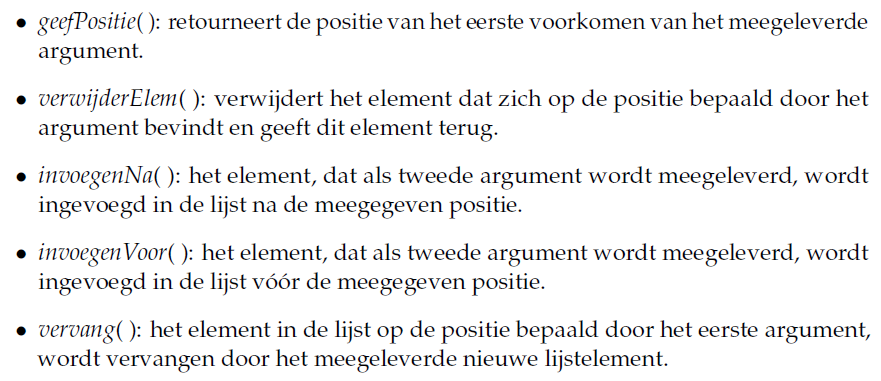 • geefPositie( ): retourneert de positie van het eerste voorkomen van het meegeleverde
argument.
• verwijderElem( ): verwijdert het element dat zich op de positie bepaald door het
argument bevindt en geeft dit element terug.
• invoegenNa( ): het element, dat als tweede argument wordt meegeleverd, wordt
ingevoegd in de lijst na de meegegeven positie.
• invoegenVoor( ): het element, dat als tweede argument wordt meegeleverd, wordt
ingevoegd in de lijst vóór de meegegeven positie.
• vervang( ): het element in de lijst op de positie bepaald door het eerste argument,
wordt vervangen door het meegeleverde nieuwe lijstelement.